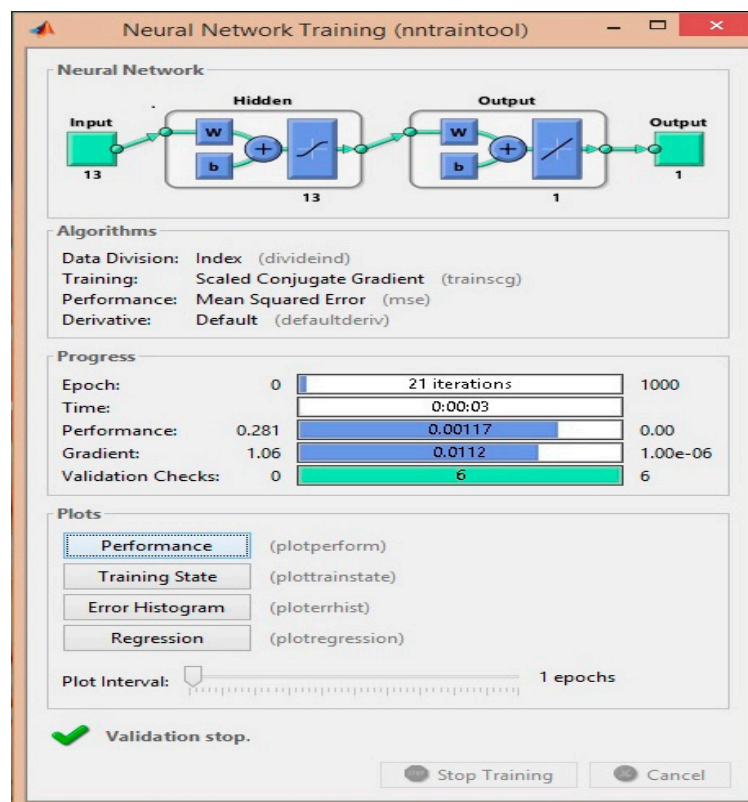 Neural Network Training (nntraintool)
Neural Network
Hidden
Output
Input
W
b
+
W
b
+
Output
13
13
1
1
Algorithms
Data Division: Index (divideind)
Training: Scaled Conjugate Gradient (trainscg)
Performance: Mean Squared Error (mse)
Derivative: Default (defaultderiv)
Progress
Epoch: 0 21 iterations 1000
Time: 0:00:03
Performance: 0.281 0.00117 0.00
Gradient: 1.06 0.0112 1.00e-06
Validation Checks: 0 6 6
Plots
Performance (plotperform)
Training State (plottrainstate)
Error Histogram (ploterrhist)
Regression (plotregression)
Plot Interval: 1 epochs
Validation stop.
Stop Training Cancel